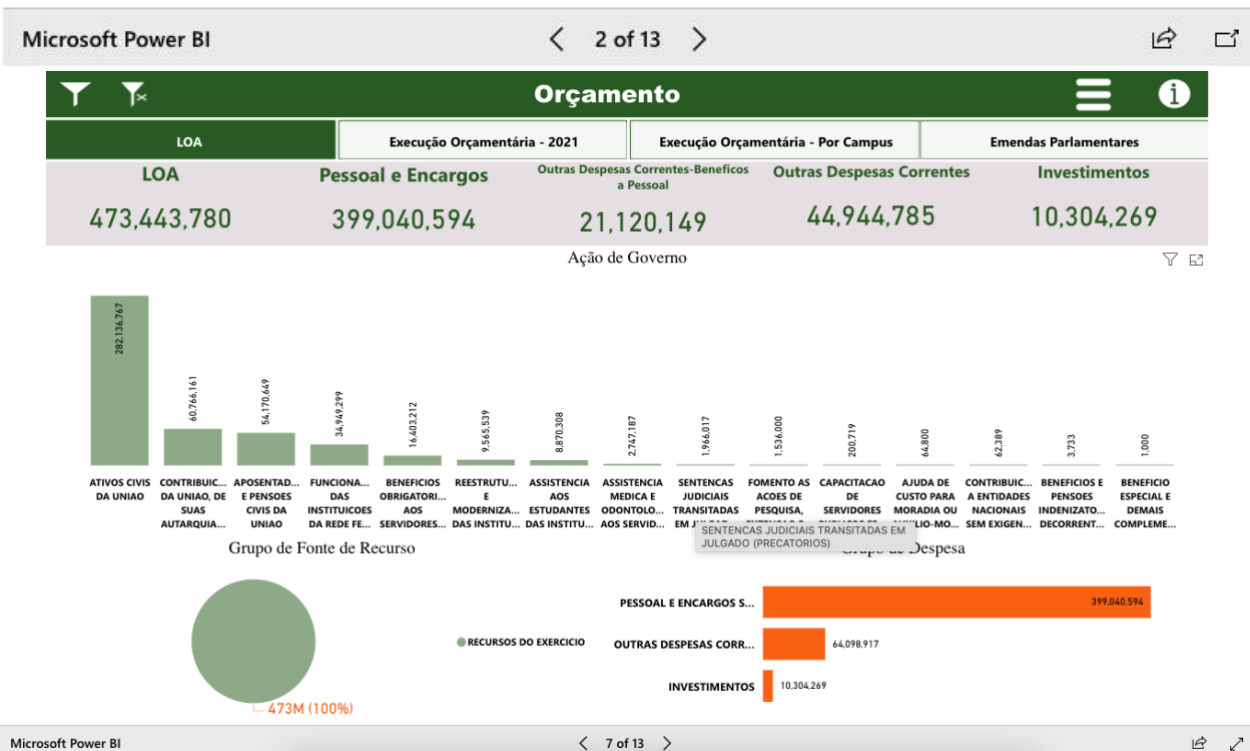 Microsoft Power BI
2 of 13
Orçamento
LOA
Execução Orçamentária - 2021
Execução Orçamentária - Por Campus
Emendas Parlamentares
LOA
473,443,780
Pessoal e Encargos
399,040,594
Outras Despesas Correntes-Beneficos
a Pessoal
21,120,149
Outras Despesas Correntes
44,944,785
Investimentos
10,304,269
Ação de Governo
282,136,767
60,766,161
54,170,649
34,949,299
16,403,212
9,565,539
8,870,308
2,747,187
1,966,017
1,536,000
200,719
64,800
62,389
3,733
1,000
ATIVOS CIVIS
DA UNIAO
CONTRIBUIC...
DA UNIAO, DE
SUAS
AUTARQUIA...
APOSENTAD...
E PENSOES
CIVIS DA
UNIAO
FUNCIONA...
DAS
INSTITUICOES
DA REDE FE...
BENEFICIOS
OBRIGATORI...
AOS
SERVIDORES...
REESTRUTU...
E
MODERNIZA...
DAS INSTITU...
ASSISTENCIA
AOS
ESTUDANTES
DAS INSTITU...
ASSISTENCIA
MEDICA E
ODONTOLO...
AOS SERVID...
SENTENCAS
JUDICIAIS
TRANSITADAS
FOMENTO AS
ACOES DE
PESQUISA,
CAPACITACAO
DE
SERVIDORES
AJUDA DE
CUSTO PARA
MORADIA OU
CONTRIBUIC...
A ENTIDADES
NACIONAIS
SEM EXIGEN...
BENEFICIOS E
PENSOES
INDENIZATO...
DECORRENT...
BENEFICIO
ESPECIAL E
DEMAIS
COMPLEME...
SENTENCAS JUDICIAIS TRANSITADAS EM
JULGADO (PRECATORIOS)
Grupo de Fonte de Recurso
RECURSOS DO EXERCICIO
473M (100%)
Grupo de Despesa
PESSOAL E ENCARGOS S...
399,040,594
OUTRAS DESPESAS CORR...
64,098,917
INVESTIMENTOS
10,304,269
Microsoft Power BI
7 of 13